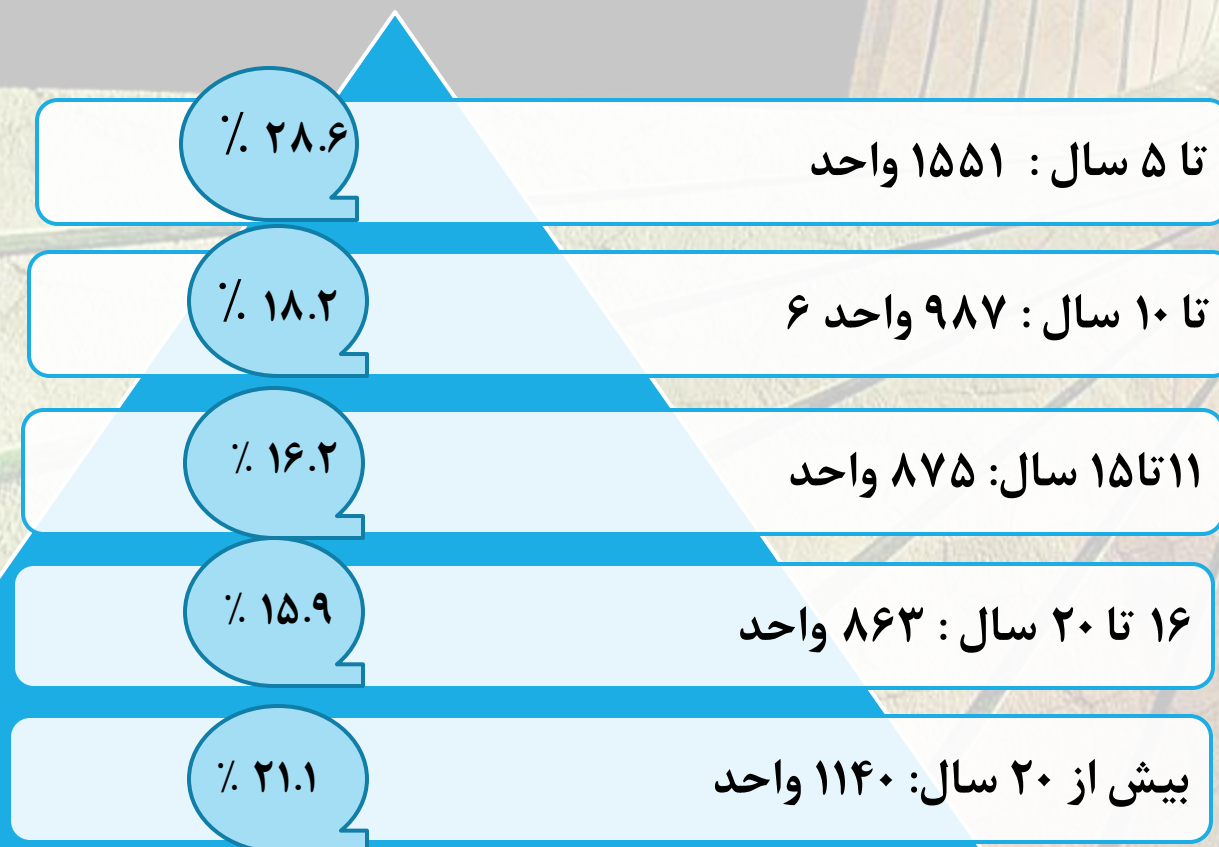 تا ۵ سال : ۱۵۵۱ واحد
۲۸.۶ ٪
تا ۱۰ سال : ۹۸۷ واحد ۶
۱۸.۲ ٪
۱۱تا۱۵ سال: ۸۷۵ واحد
۱۶.۲ ٪
۱۶ تا ۲۰ سال : ۸۶۳ واحد
۱۵.۹ ٪
بیش از ۲۰ سال: ۱۱۴۰ واحد
۲۱.۱ ٪